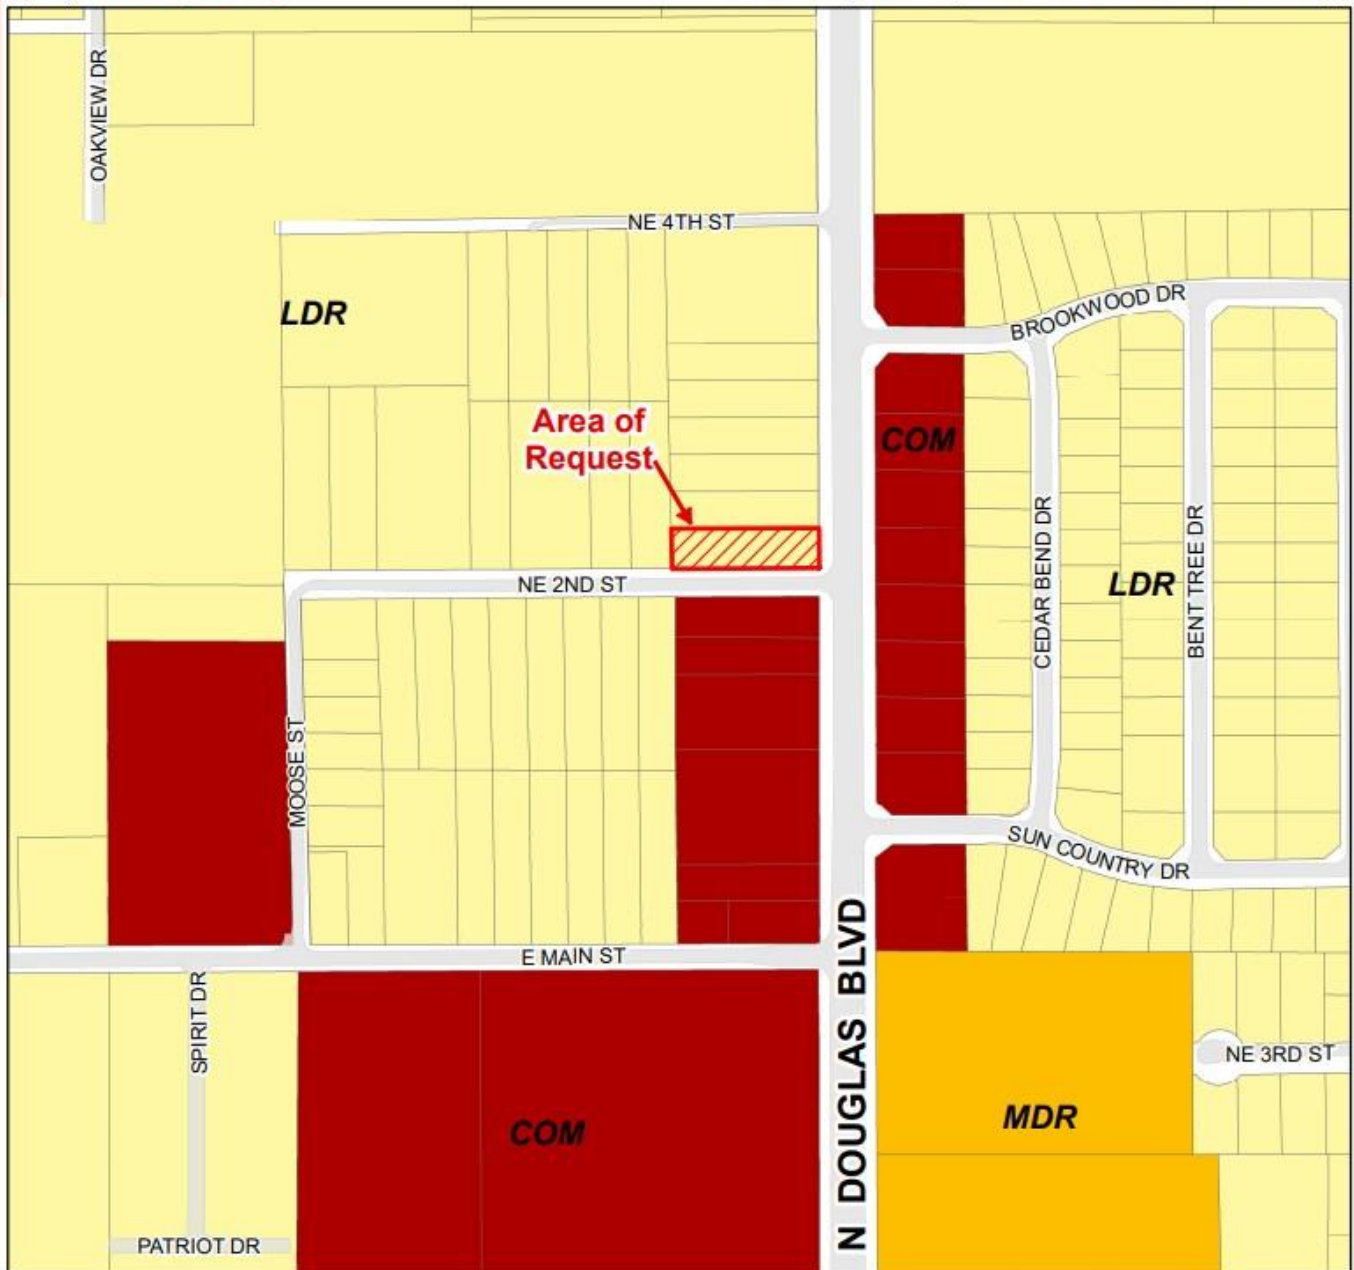 OAKVIEW DR
NE 4TH ST
LDR
BROOKWOOD DR
Area of
Request
COM
CEDAR BEND DR
BENT TREE DR
LDR
NE 2ND ST
MOOSE ST
SUN COUNTRY DR
E MAIN ST
N DOUGLAS BLVD
SPIRIT DR
NE 3RD ST
COM
MDR
PATRIOT DR